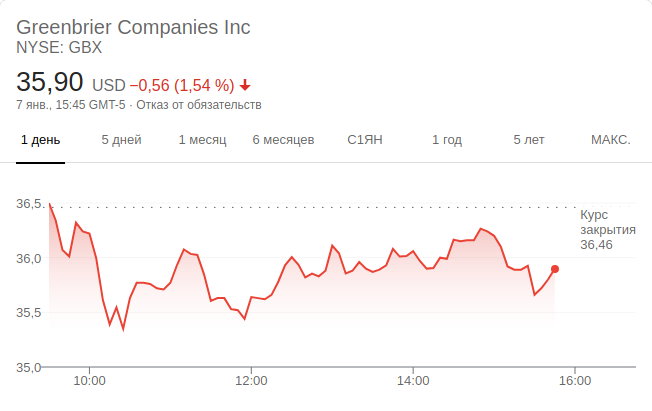 Greenbrier Companies Inc
NYSE: GBX
35,90 USD −0,56 (1,54 %)
7 янв., 15:45 GMT-5 · Отказ от обязательств
1 день 5 дней 1 месяц 6 месяцев С1ЯН 1 год 5 лет МАКС.
36,5
Курс
закрытия
36,46
36,0
35,5
35,0
10:00 12:00 14:00 16:00